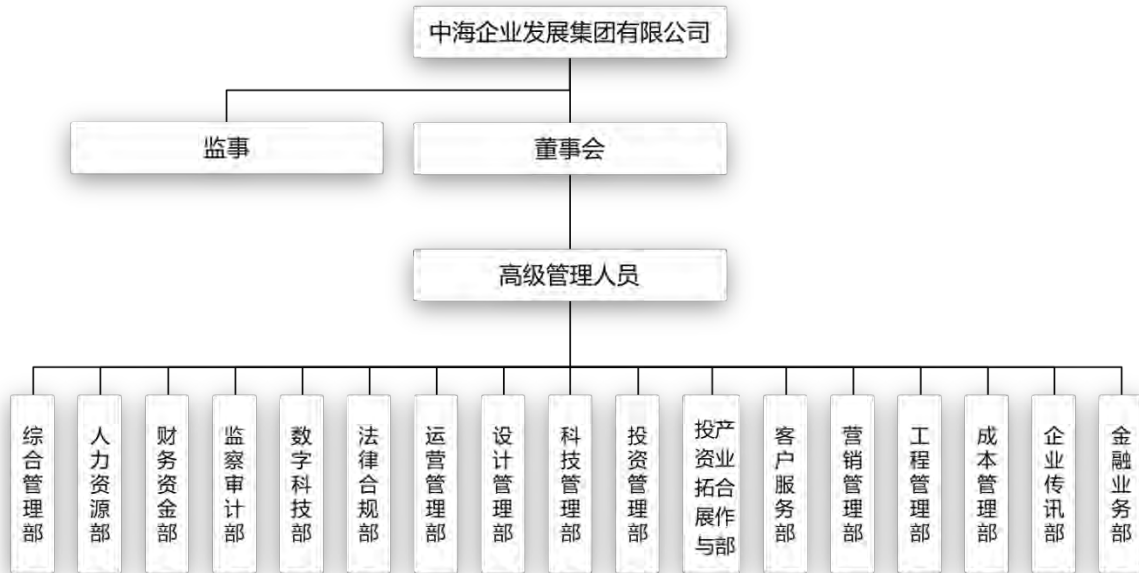 中海企业发展集团有限公司
监事
董事会
高级管理人员
综合管理部
人力资源部
财务资金部
监察审计部
数字科技部
法律合规部
运营管理部
设计管理部
科技管理部
投资管理部
投资拓展与
产业合作部
客户服务部
营销管理部
工程管理部
成本管理部
企业传讯部
金融业务部